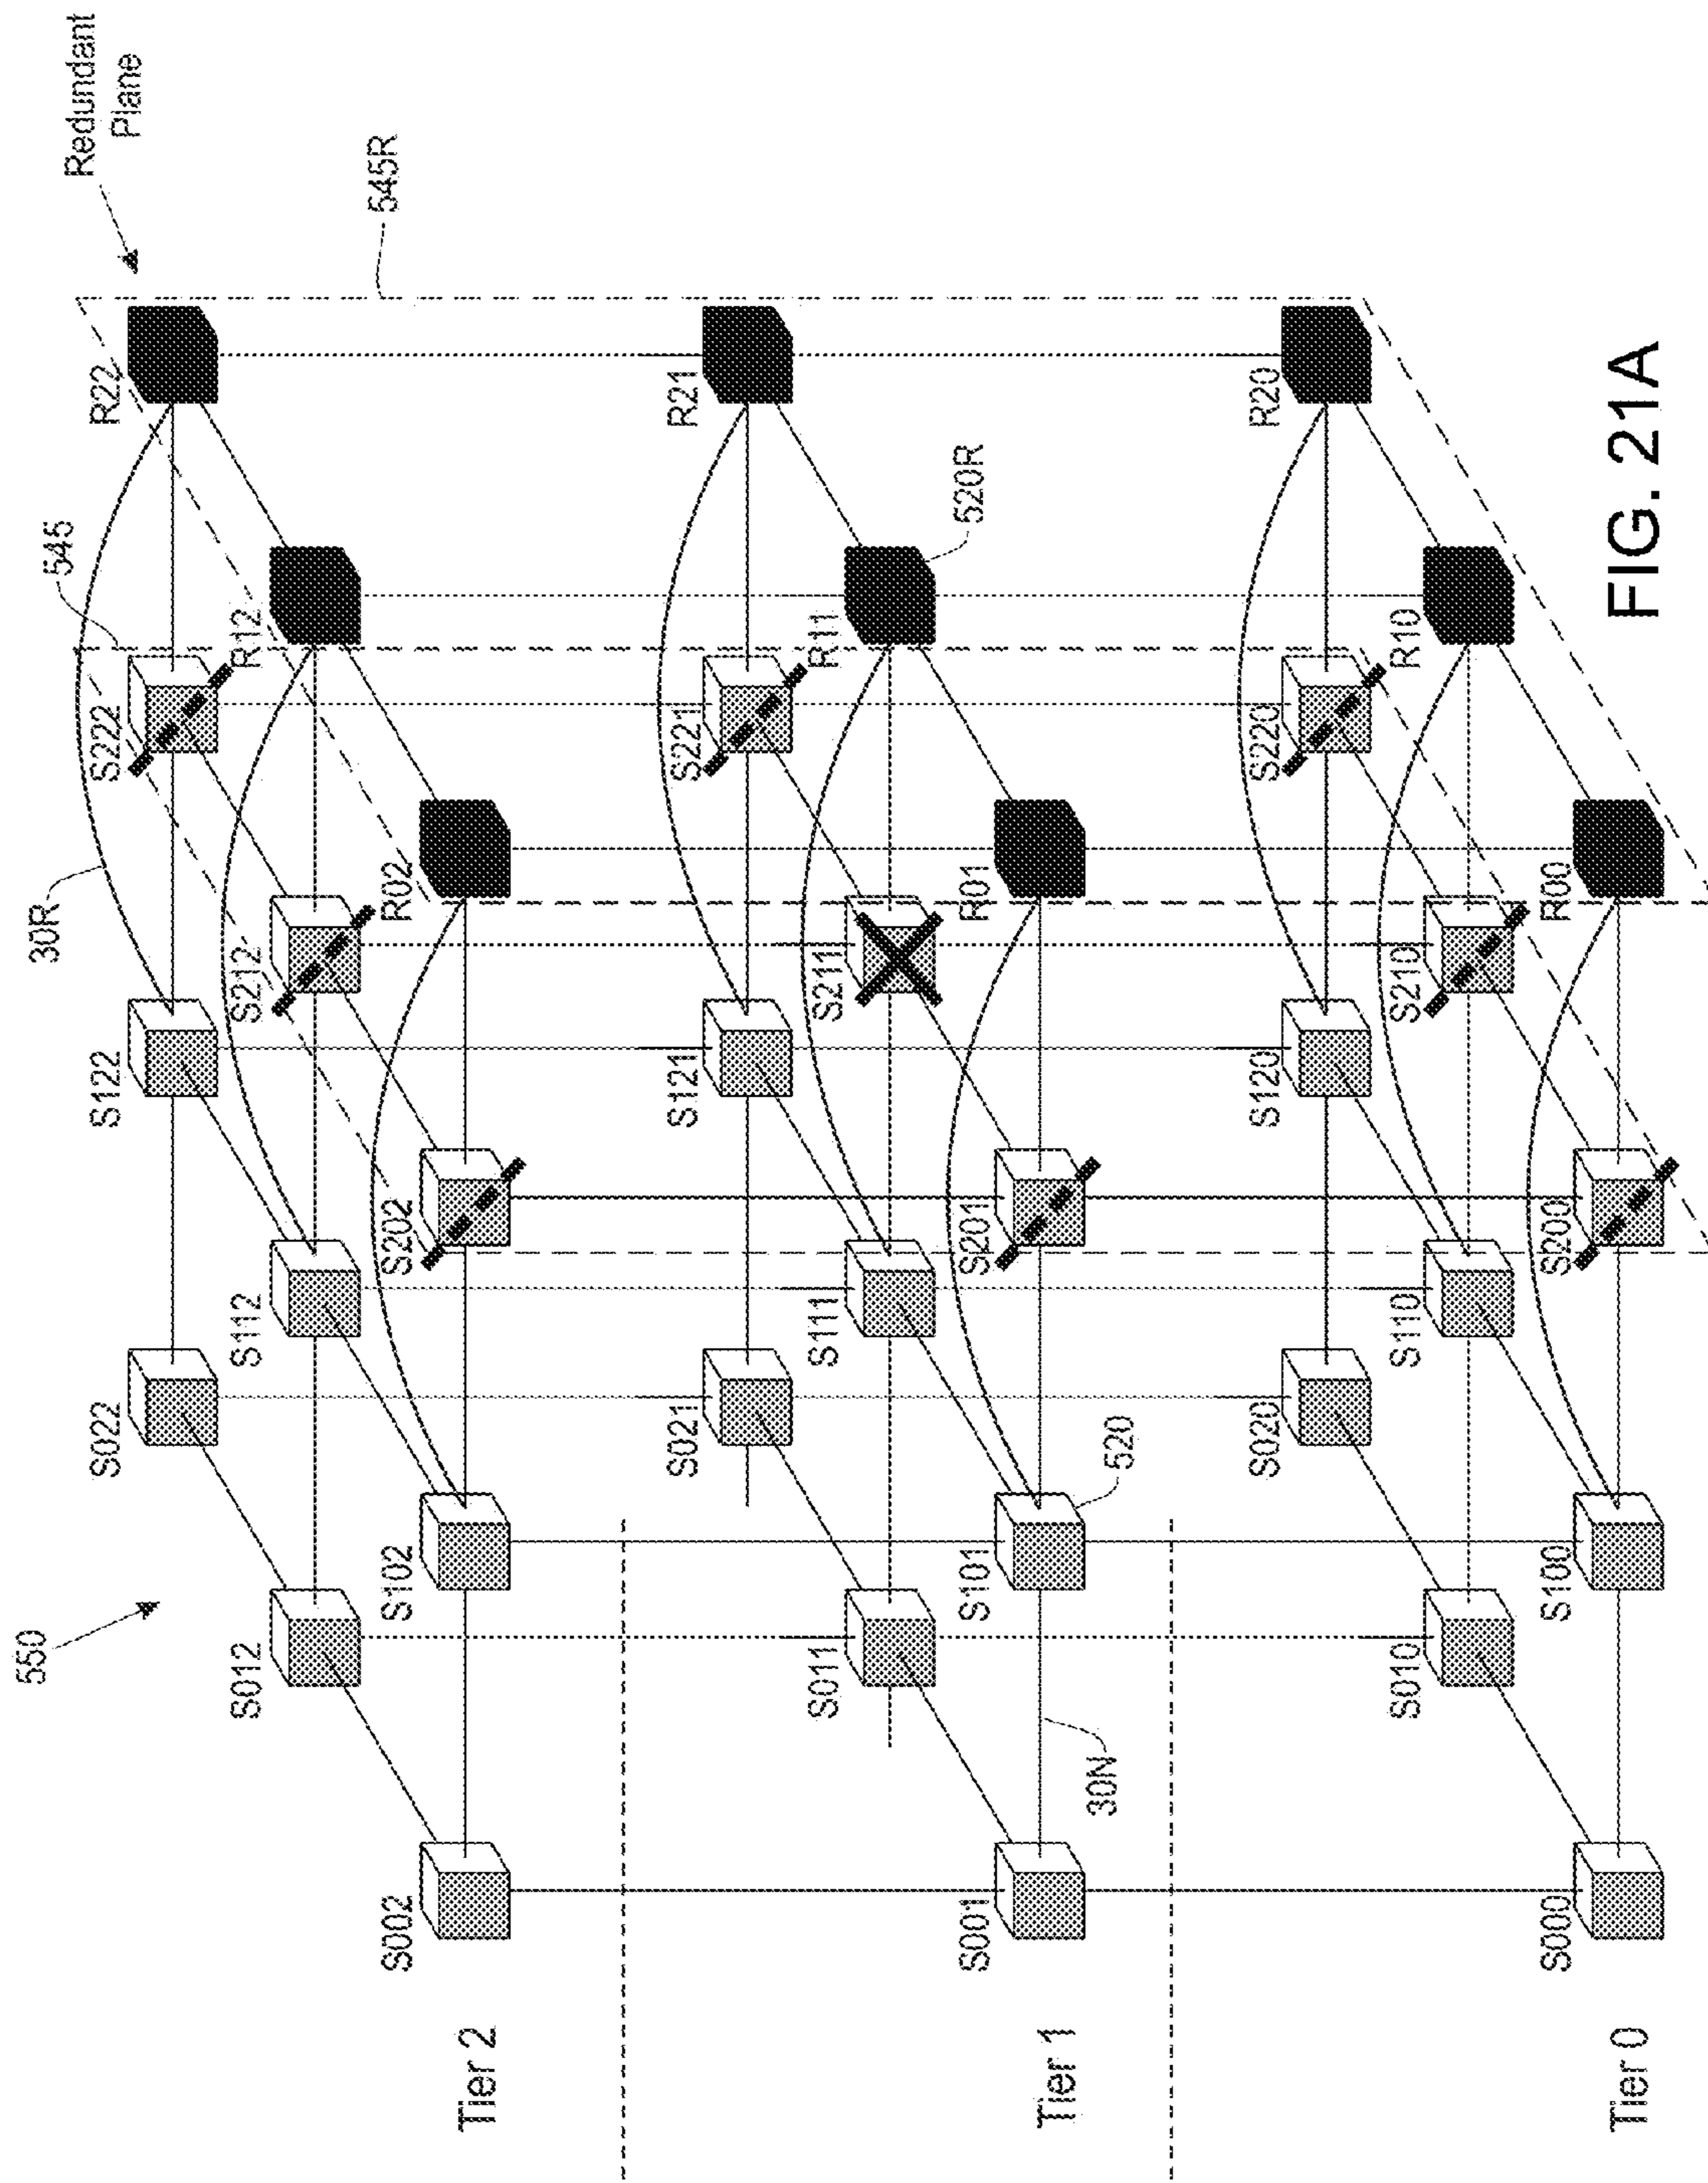 Redundant
Plane
550
30R
545
S022
S122
S222
R22
S012
S112
S212
R12
545R
S002
S102
S202
R02
Tier 2
S021
S121
S221
R21
S011
S111
S211
R11
520R
S001
S101
S201
R01
Tier 1
30N
520
S020
S120
S220
R20
S010
S110
S210
R10
S000
S100
S200
R00
Tier 0
FIG. 21A